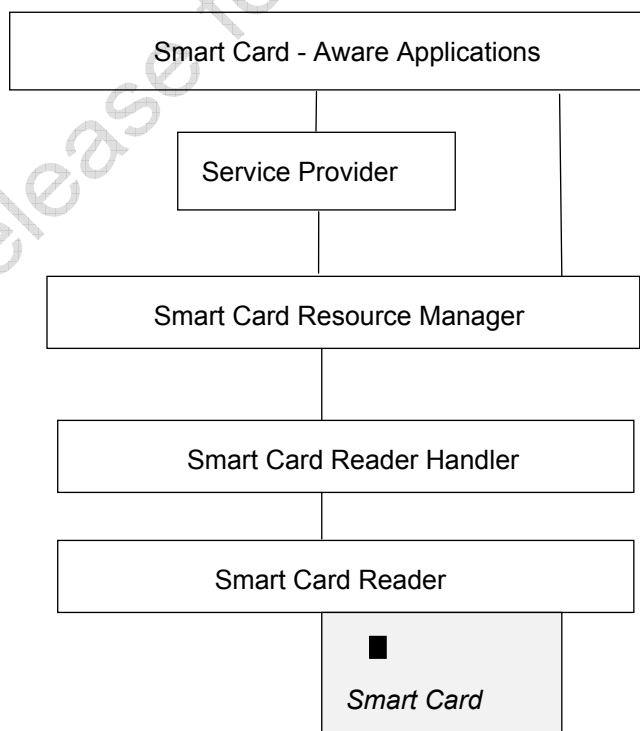 Smart Card - Aware Applications
Service Provider
Smart Card Resource Manager
Smart Card Reader Handler
Smart Card Reader
Smart Card